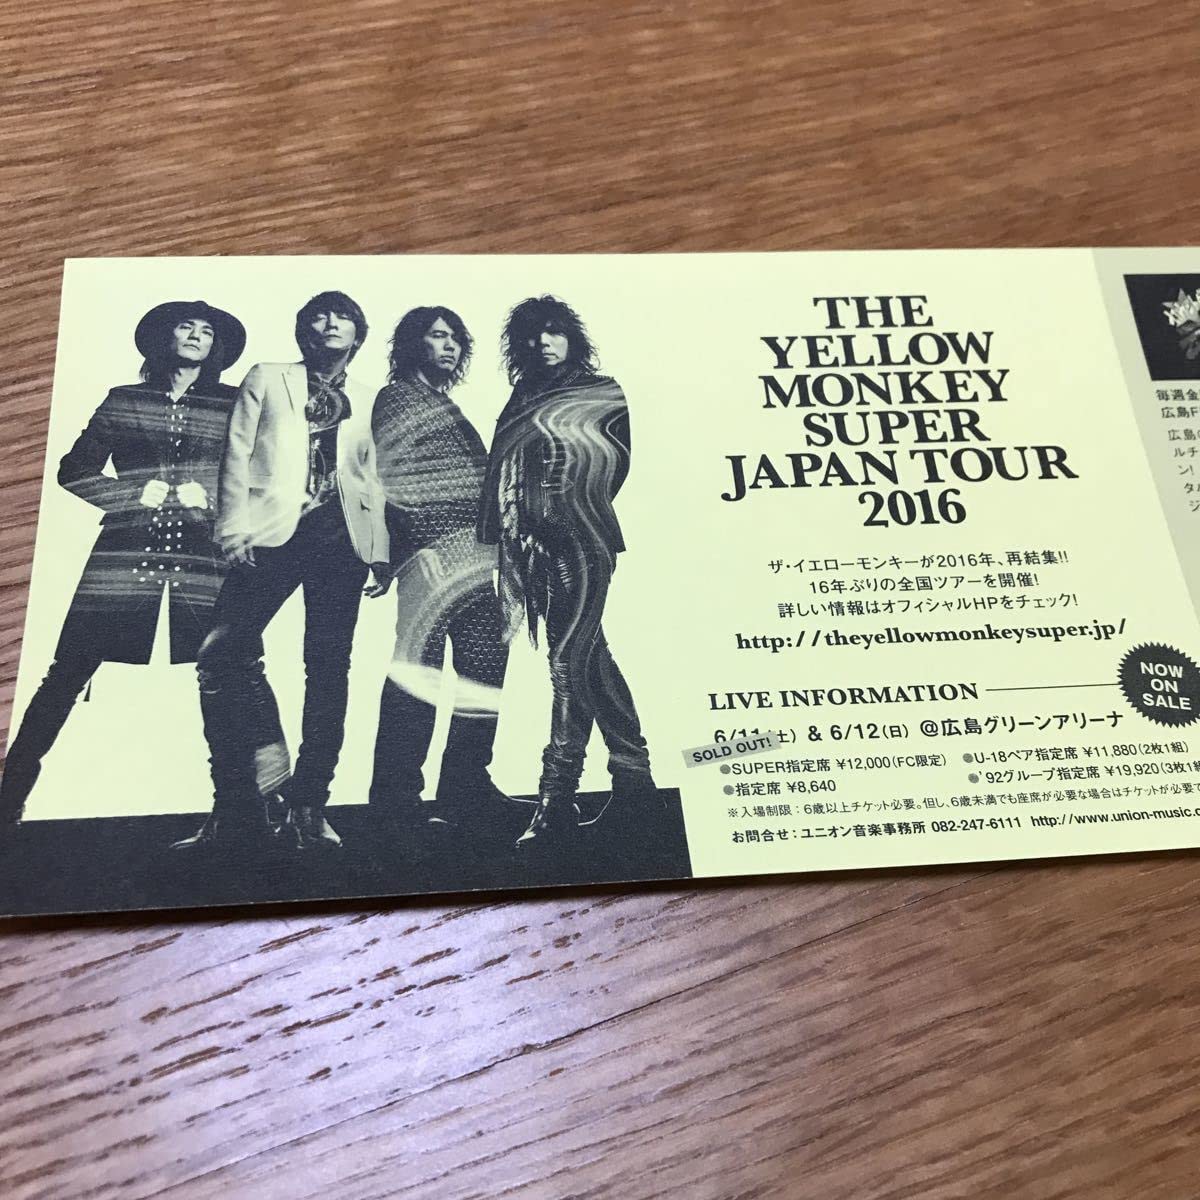 THE
YELLOW
MONKEY
SUPER
JAPAN TOUR
2016
ザ・イエローモンキーが2016年、再結集!!
16年ぶりの全国ツアーを開催!
詳しい情報はオフィシャルHPをチェック!
http://theyellowmonkeysuper.jp/
NOW
ON
SALE
LIVE INFORMATION
6/11(土) & 6/12(日) @広島グリーンアリーナ
SOLD OUT!
●SUPER指定席 ¥12,000(FC限定) ●U-18ペア指定席 ¥11,880(2枚1組)
●指定席 ¥8,640 ●'92グループ指定席 ¥19,920(3枚1組
※入場制限：6歳以上チケット必要。但し、6歳未満でも座席が必要な場合はチケットが必要で
お問合せ：ユニオン音楽事務所 082-247-6111 http://www.union-music.c
毎週金
広島F
広島の
ルチ
ン!
タル
ジ